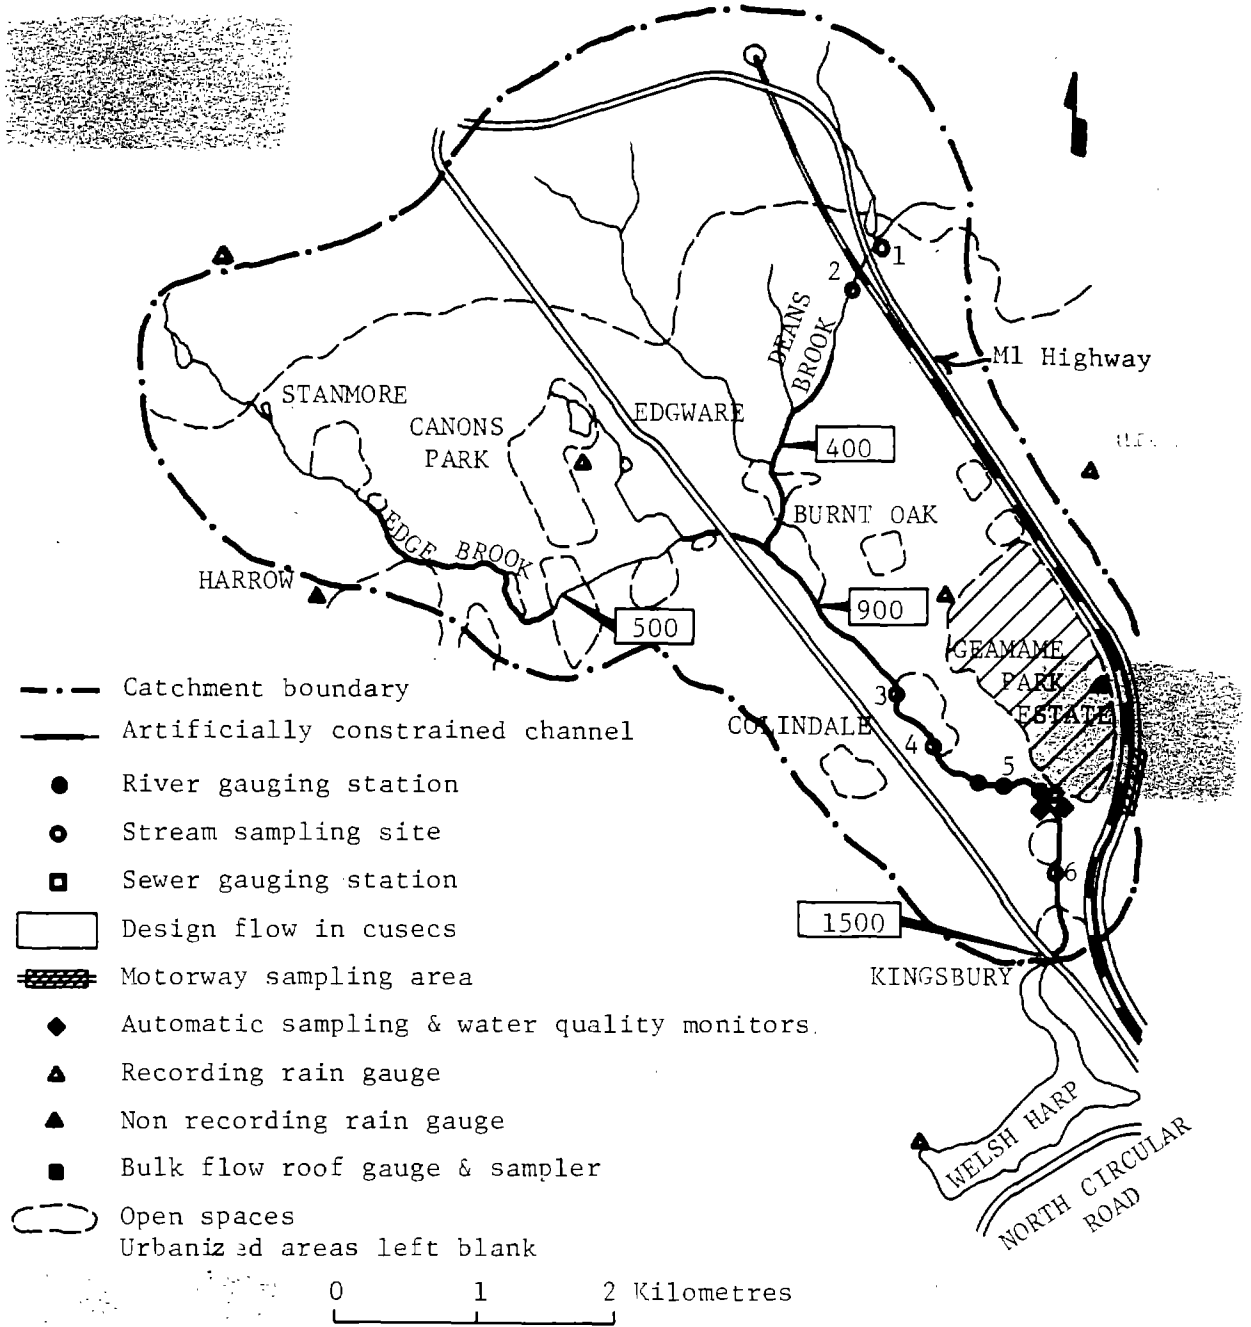 1
2
DEANS
BROOK
M1 Highway
STANMORE
CANONS
PARK
EDGWARE
400
BURNT OAK
EDGE BROOK
HARROW
900
500
GEAMAME
PARK
ESTATE
3
COLINDALE
4
5
6
1500
KINGSBURY
WELSH HARP
NORTH CIRCULAR
ROAD
Catchment boundary
Artificially constrained channel
River gauging station
Stream sampling site
Sewer gauging station
Design flow in cusecs
Motorway sampling area
Automatic sampling & water quality monitors.
Recording rain gauge
Non recording rain gauge
Bulk flow roof gauge & sampler
Open spaces
Urbanized areas left blank
0 1 2 Kilometres